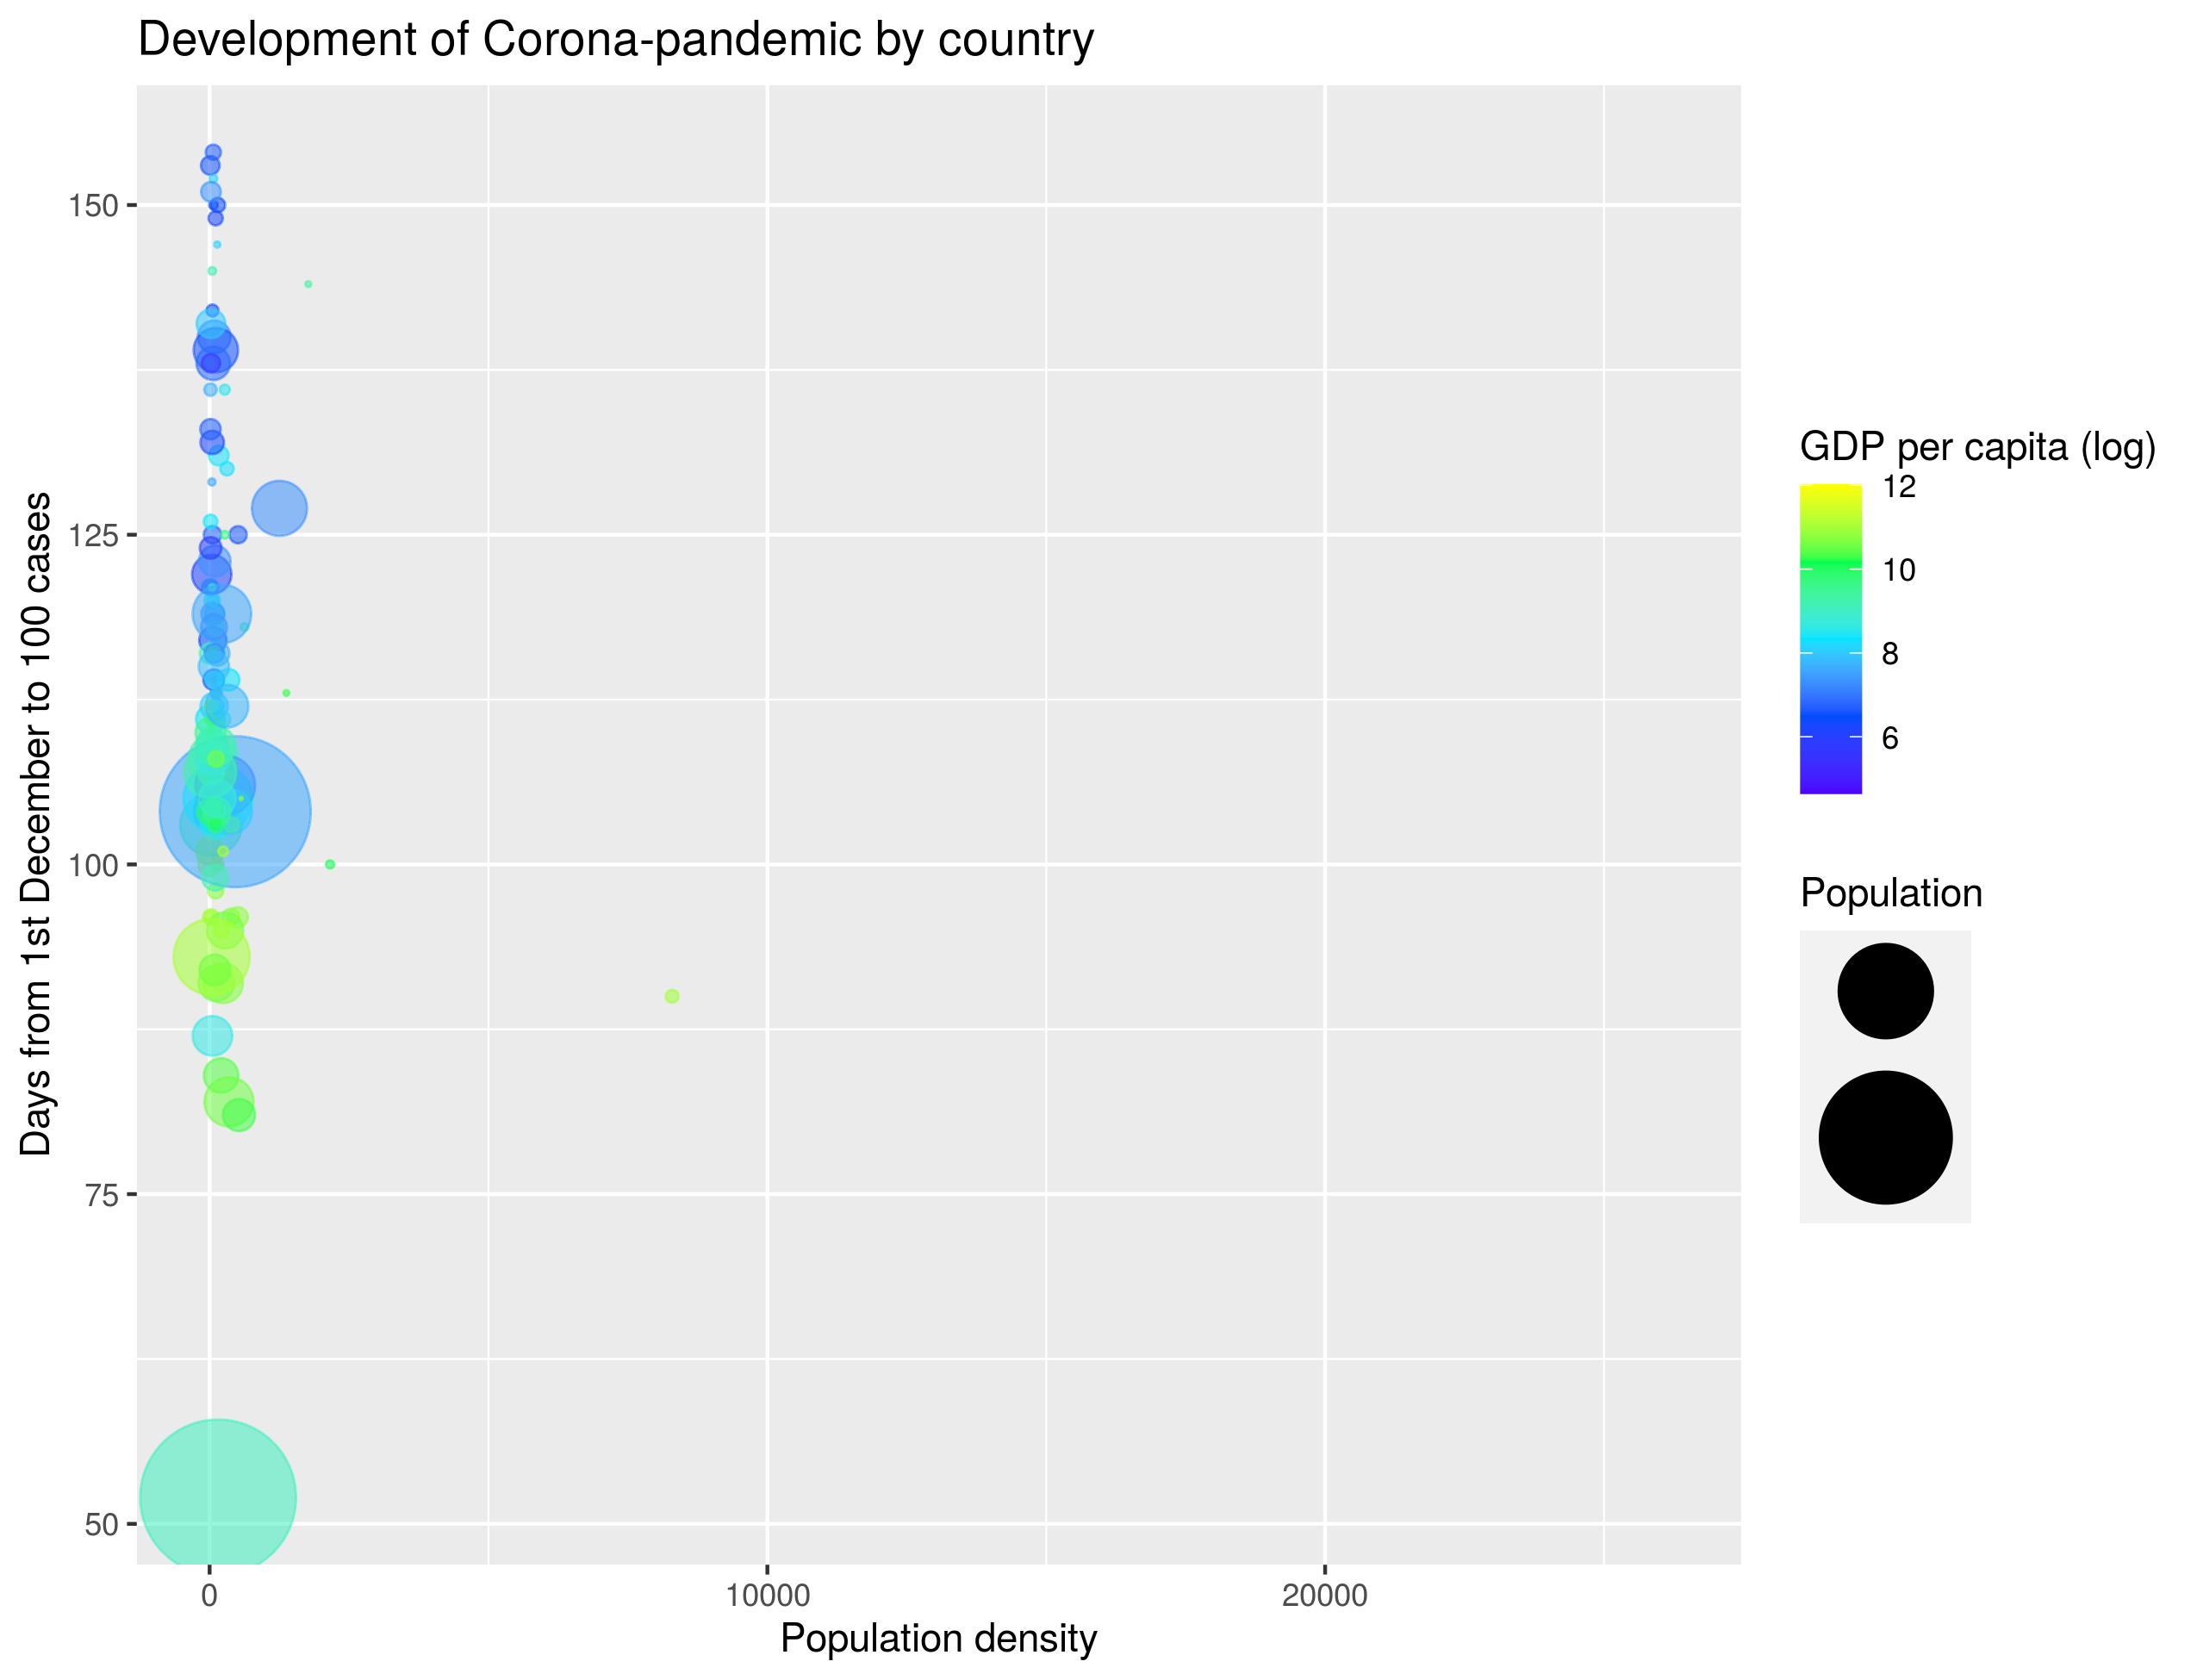 Development of Corona-pandemic by country
Days from 1st December to 100 cases
150
125
100
75
50
0
10000
20000
Population density
GDP per capita (log)
12
10
8
6
Population